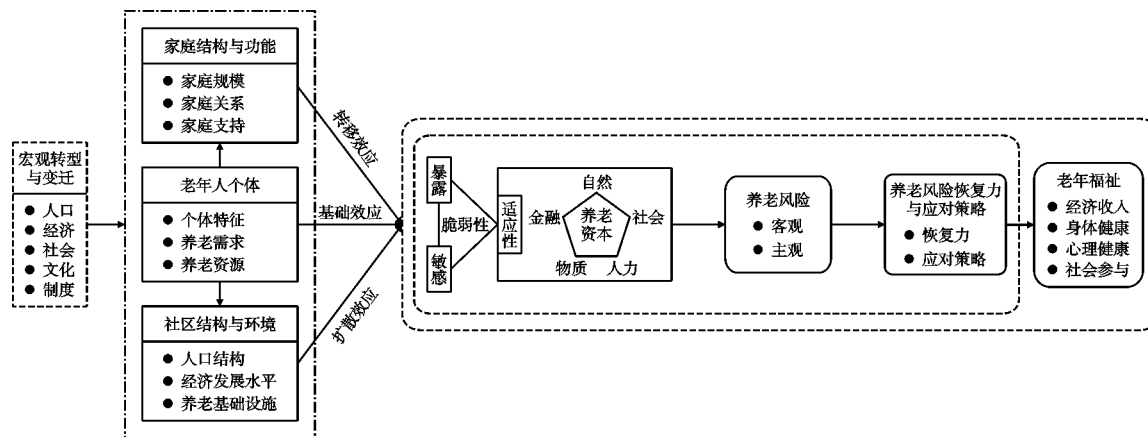 宏观转型
与变迁
● 人口
● 经济
● 社会
● 文化
● 制度
家庭结构与功能
● 家庭规模
● 家庭关系
● 家庭支持
老年人个体
● 个体特征
● 养老需求
● 养老资源
社区结构与环境
● 人口结构
● 经济发展水平
● 养老基础设施
转移效应
基础效应
扩散效应
暴露
脆弱性
敏感
适应性
自然
金融
养老
资本
社会
物质
人力
养老风险
● 客观
● 主观
养老风险恢复力
与应对策略
● 恢复力
● 应对策略
老年福祉
● 经济收入
● 身体健康
● 心理健康
● 社会参与